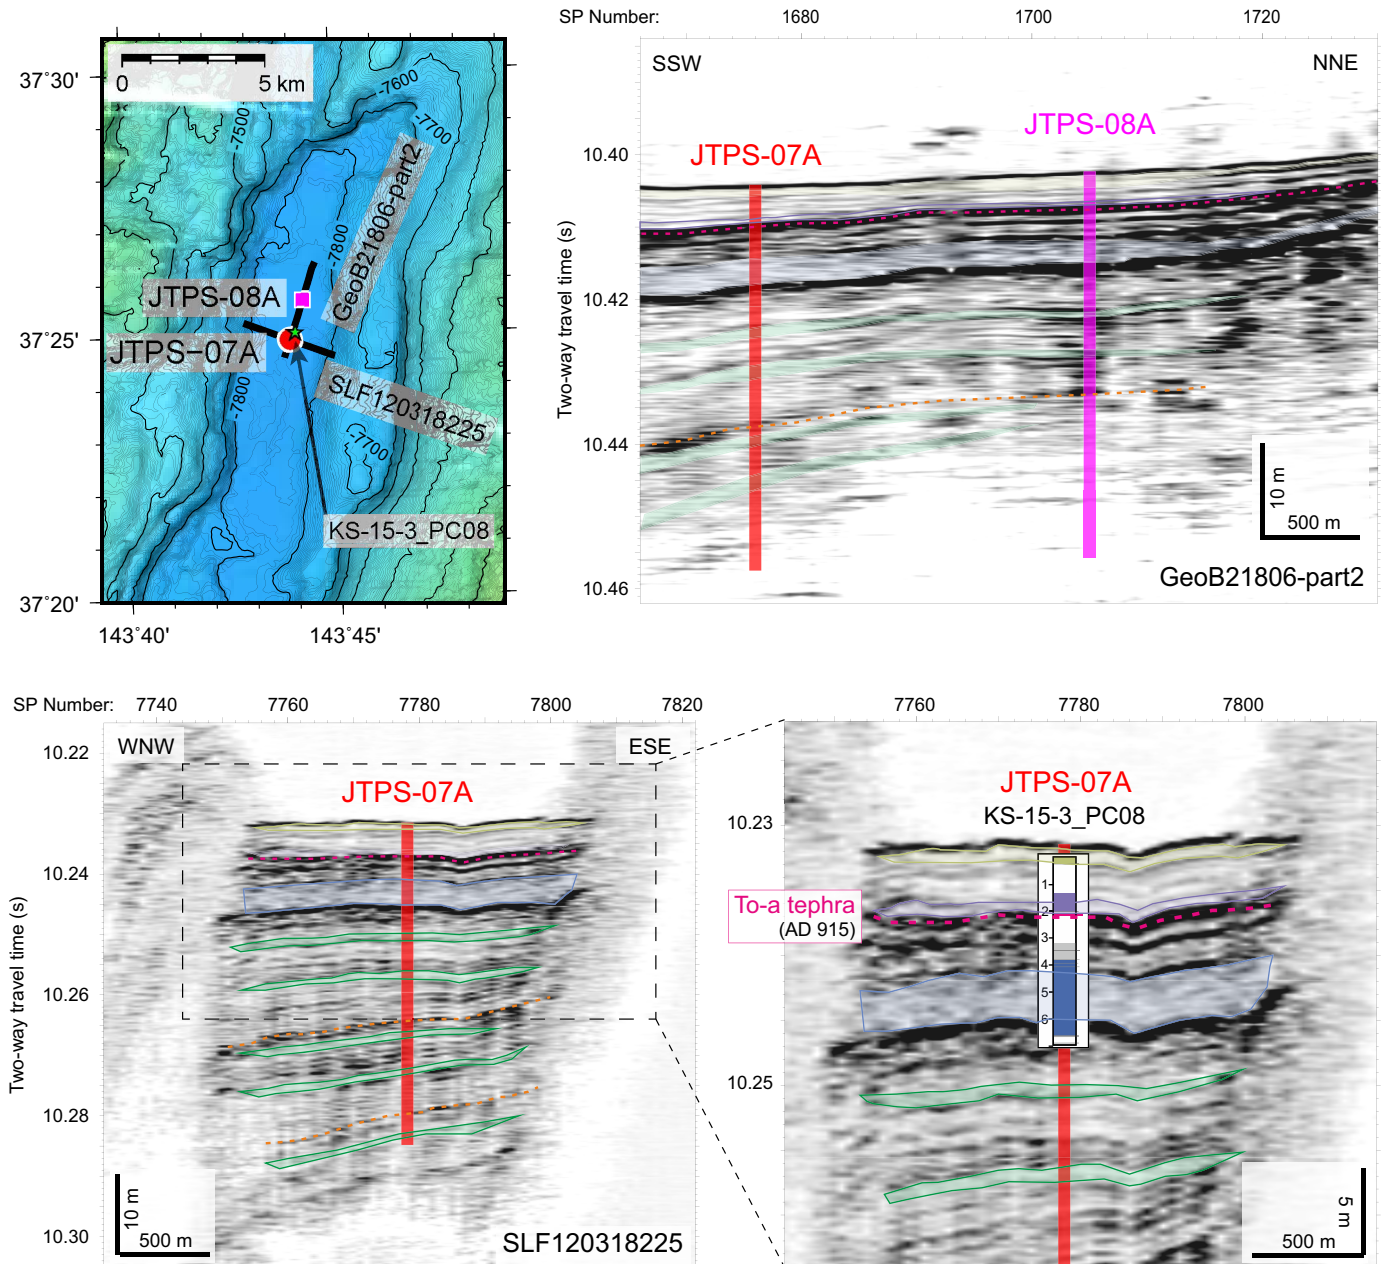 37˚30'
37˚25'
37˚20'
143˚40'
143˚45'
0 5 km
-7500
-7600
-7700
-7800
GeoB21806-part2
JTPS-08A
JTPS-07A
SLF120318225
-7800
-7700
KS-15-3_PC08
SP Number: 1680 1700 1720
SSW NNE
JTPS-07A
JTPS-08A
Two-way travel time (s)
10.40
10.42
10.44
10.46
10 m
500 m
GeoB21806-part2
SP Number: 7740 7760 7780 7800 7820
WNW ESE
JTPS-07A
Two-way travel time (s)
10.22
10.24
10.26
10.28
10.30
10 m
500 m
SLF120318225
7760 7780 7800
JTPS-07A
KS-15-3_PC08
10.23
10.25
To-a tephra
(AD 915)
1
2
3
4
5
6
5 m
500 m